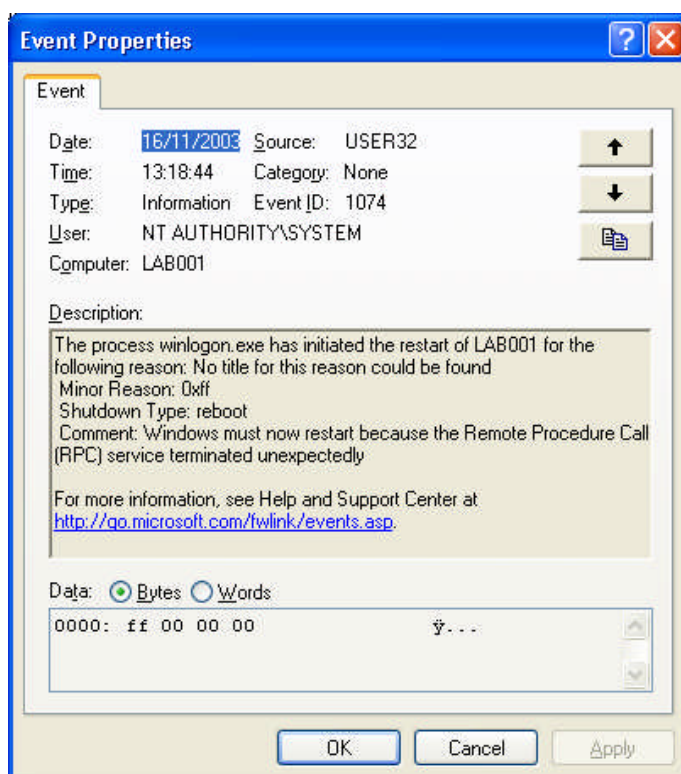 Event Properties
Event
Date: 16/11/2003 Source: USER32
Time: 13:18:44 Category: None
Type: Information Event ID: 1074
User: NT AUTHORITY\SYSTEM
Computer: LAB001
Description:
The process winlogon.exe has initiated the restart of LAB001 for the
following reason: No title for this reason could be found
Minor Reason: 0xff
Shutdown Type: reboot
Comment: Windows must now restart because the Remote Procedure Call
(RPC) service terminated unexpectedly
For more information, see Help and Support Center at
http://go.microsoft.com/fwlink/events.asp.
Data: Bytes Words
0000: ff 00 00 00 ÿ...
OK Cancel Apply